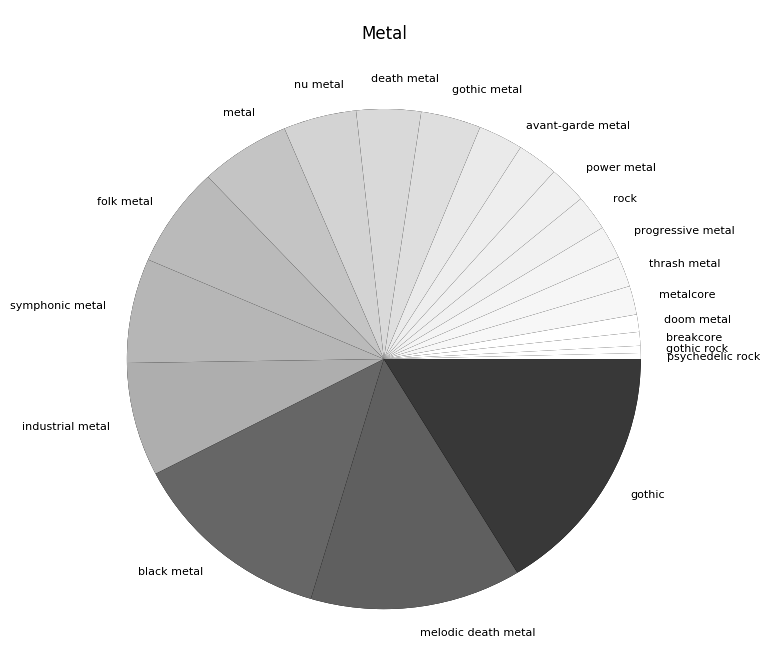 Metal
death metal
nu metal
gothic metal
metal
avant-garde metal
power metal
rock
folk metal
progressive metal
thrash metal
metalcore
symphonic metal
doom metal
breakcore
gothic rock
psychedelic rock
industrial metal
gothic
black metal
melodic death metal